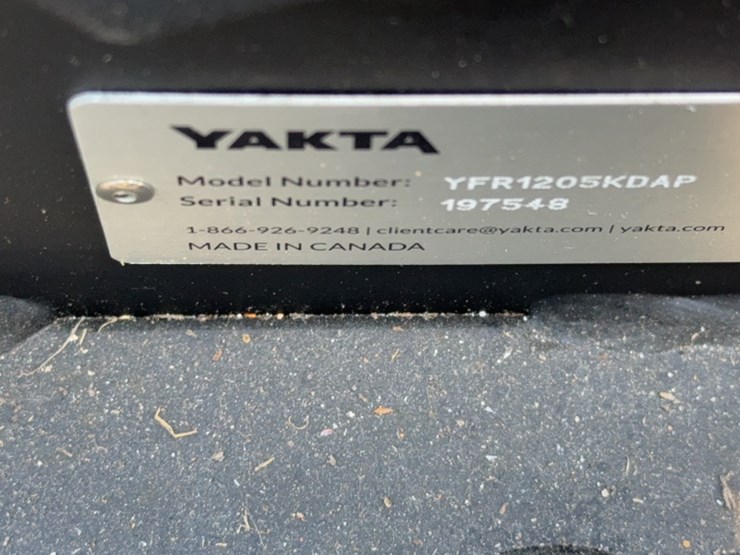 YAKTA
Model Number: YFR1205KDAP
Serial Number: 197548
1-866-926-9248 | clientcare@yakta.com | yakta.com
MADE IN CANADA